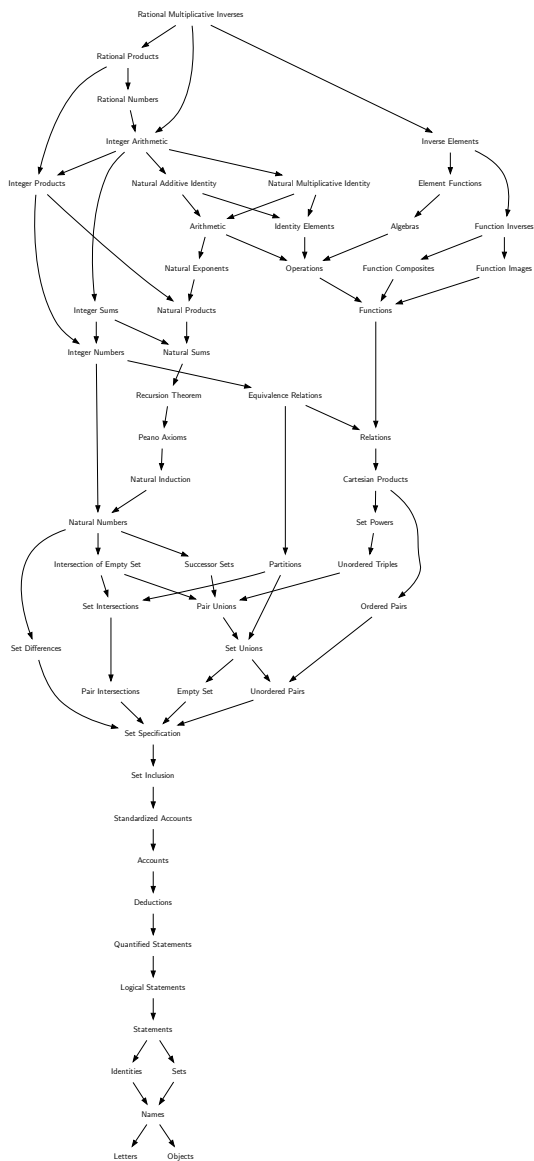 Rational Multiplicative Inverses
Rational Products
Rational Numbers
Integer Arithmetic
Inverse Elements
Integer Products
Natural Additive Identity
Natural Multiplicative Identity
Element Functions
Arithmetic
Identity Elements
Algebras
Function Inverses
Natural Exponents
Operations
Function Composites
Function Images
Integer Sums
Natural Products
Functions
Integer Numbers
Natural Sums
Recursion Theorem
Equivalence Relations
Peano Axioms
Relations
Natural Induction
Cartesian Products
Natural Numbers
Set Powers
Intersection of Empty Set
Successor Sets
Partitions
Unordered Triples
Set Intersections
Pair Unions
Ordered Pairs
Set Differences
Set Unions
Pair Intersections
Empty Set
Unordered Pairs
Set Specification
Set Inclusion
Standardized Accounts
Accounts
Deductions
Quantified Statements
Logical Statements
Statements
Identities
Sets
Names
Letters
Objects